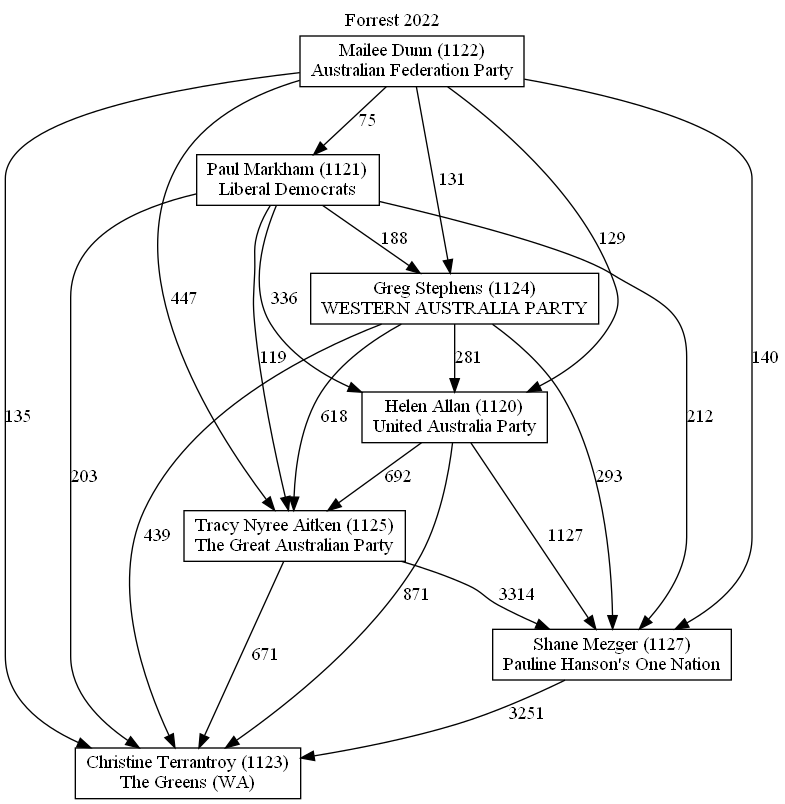 Forrest 2022
Mailee Dunn (1122)
Australian Federation Party
75
Paul Markham (1121)
Liberal Democrats
131
188
129
Greg Stephens (1124)
WESTERN AUSTRALIA PARTY
447
336
119
281
140
Helen Allan (1120)
United Australia Party
135
618
212
203
692
293
Tracy Nyree Aitken (1125)
The Great Australian Party
439
1127
871
3314
Shane Mezger (1127)
Pauline Hanson's One Nation
671
3251
Christine Terrantroy (1123)
The Greens (WA)